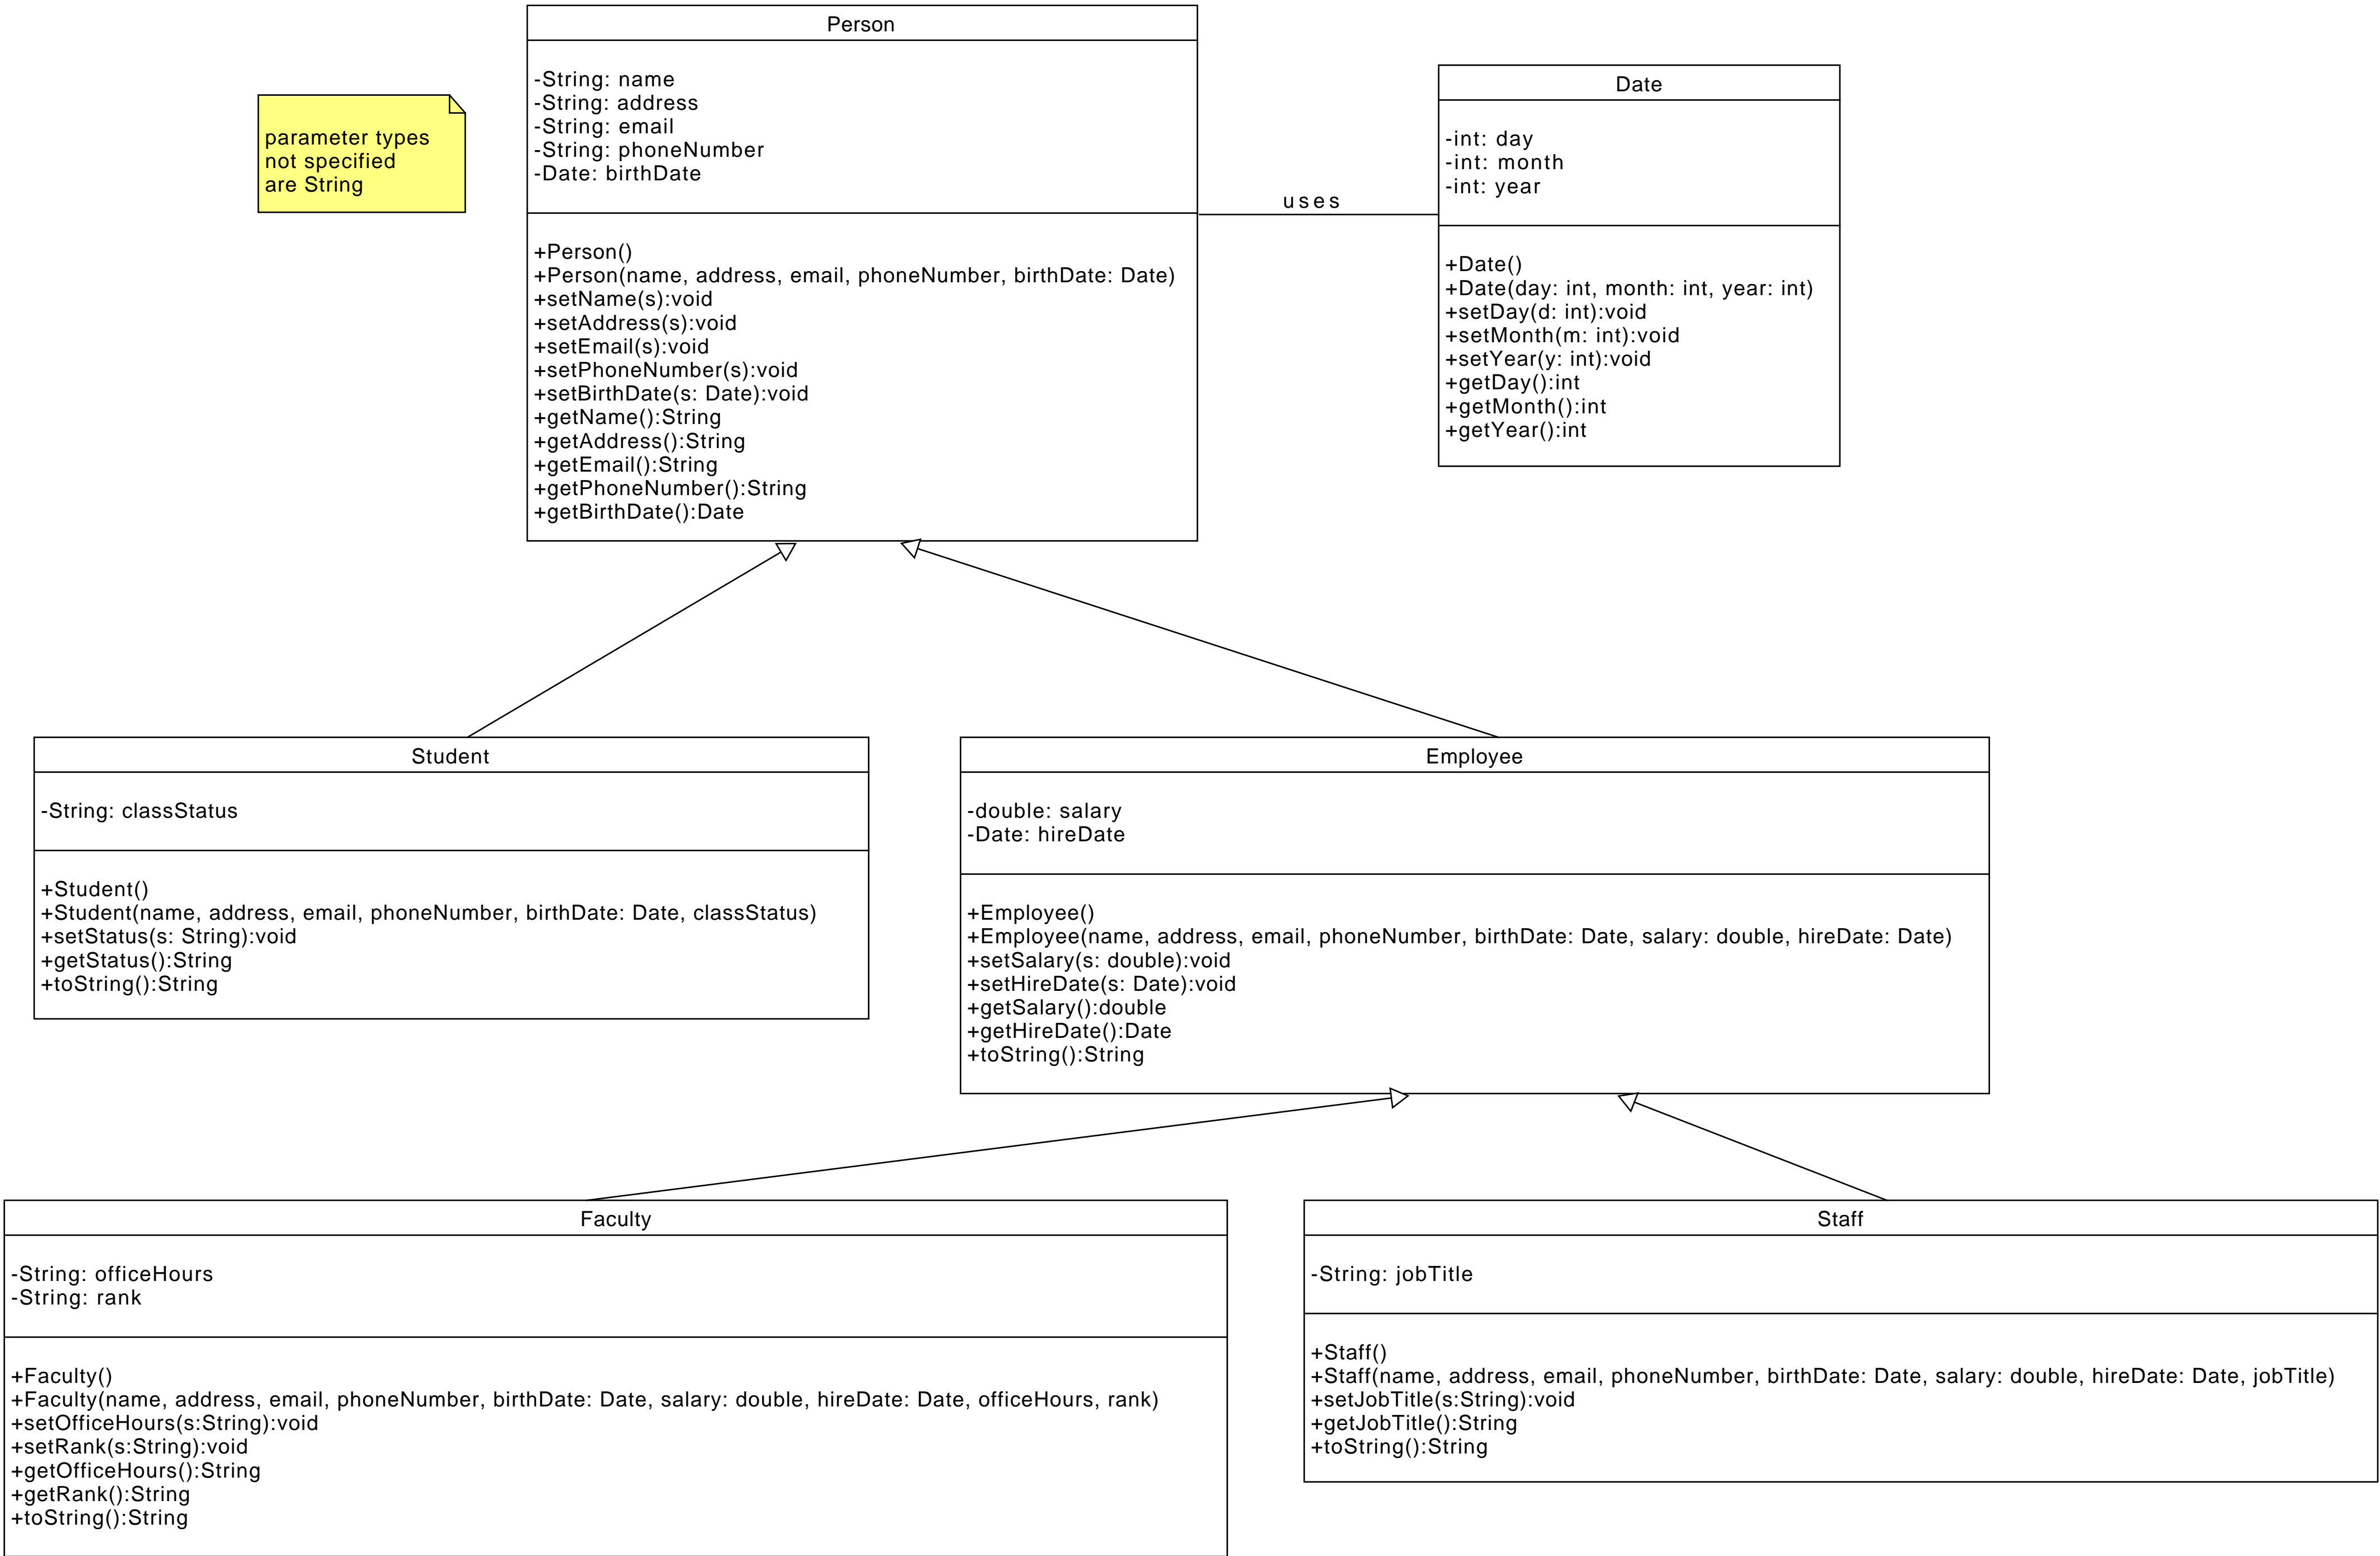 Person
-String: name
-String: address
-String: email
-String: phoneNumber
-Date: birthDate
+Person()
+Person(name, address, email, phoneNumber, birthDate: Date)
+setName(s):void
+setAddress(s):void
+setEmail(s):void
+setPhoneNumber(s):void
+setBirthDate(s: Date):void
+getName():String
+getAddress():String
+getEmail():String
+getPhoneNumber():String
+getBirthDate():Date
parameter types
not specified
are String
uses
Date
-int: day
-int: month
-int: year
+Date()
+Date(day: int, month: int, year: int)
+setDay(d: int):void
+setMonth(m: int):void
+setYear(y: int):void
+getDay():int
+getMonth():int
+getYear():int
Student
-String: classStatus
+Student()
+Student(name, address, email, phoneNumber, birthDate: Date, classStatus)
+setStatus(s: String):void
+getStatus():String
+toString():String
Employee
-double: salary
-Date: hireDate
+Employee()
+Employee(name, address, email, phoneNumber, birthDate: Date, salary: double, hireDate: Date)
+setSalary(s: double):void
+setHireDate(s: Date):void
+getSalary():double
+getHireDate():Date
+toString():String
Faculty
-String: officeHours
-String: rank
+Faculty()
+Faculty(name, address, email, phoneNumber, birthDate: Date, salary: double, hireDate: Date, officeHours, rank)
+setOfficeHours(s:String):void
+setRank(s:String):void
+getOfficeHours():String
+getRank():String
+toString():String
Staff
-String: jobTitle
+Staff()
+Staff(name, address, email, phoneNumber, birthDate: Date, salary: double, hireDate: Date, jobTitle)
+setJobTitle(s:String):void
+getJobTitle():String
+toString():String